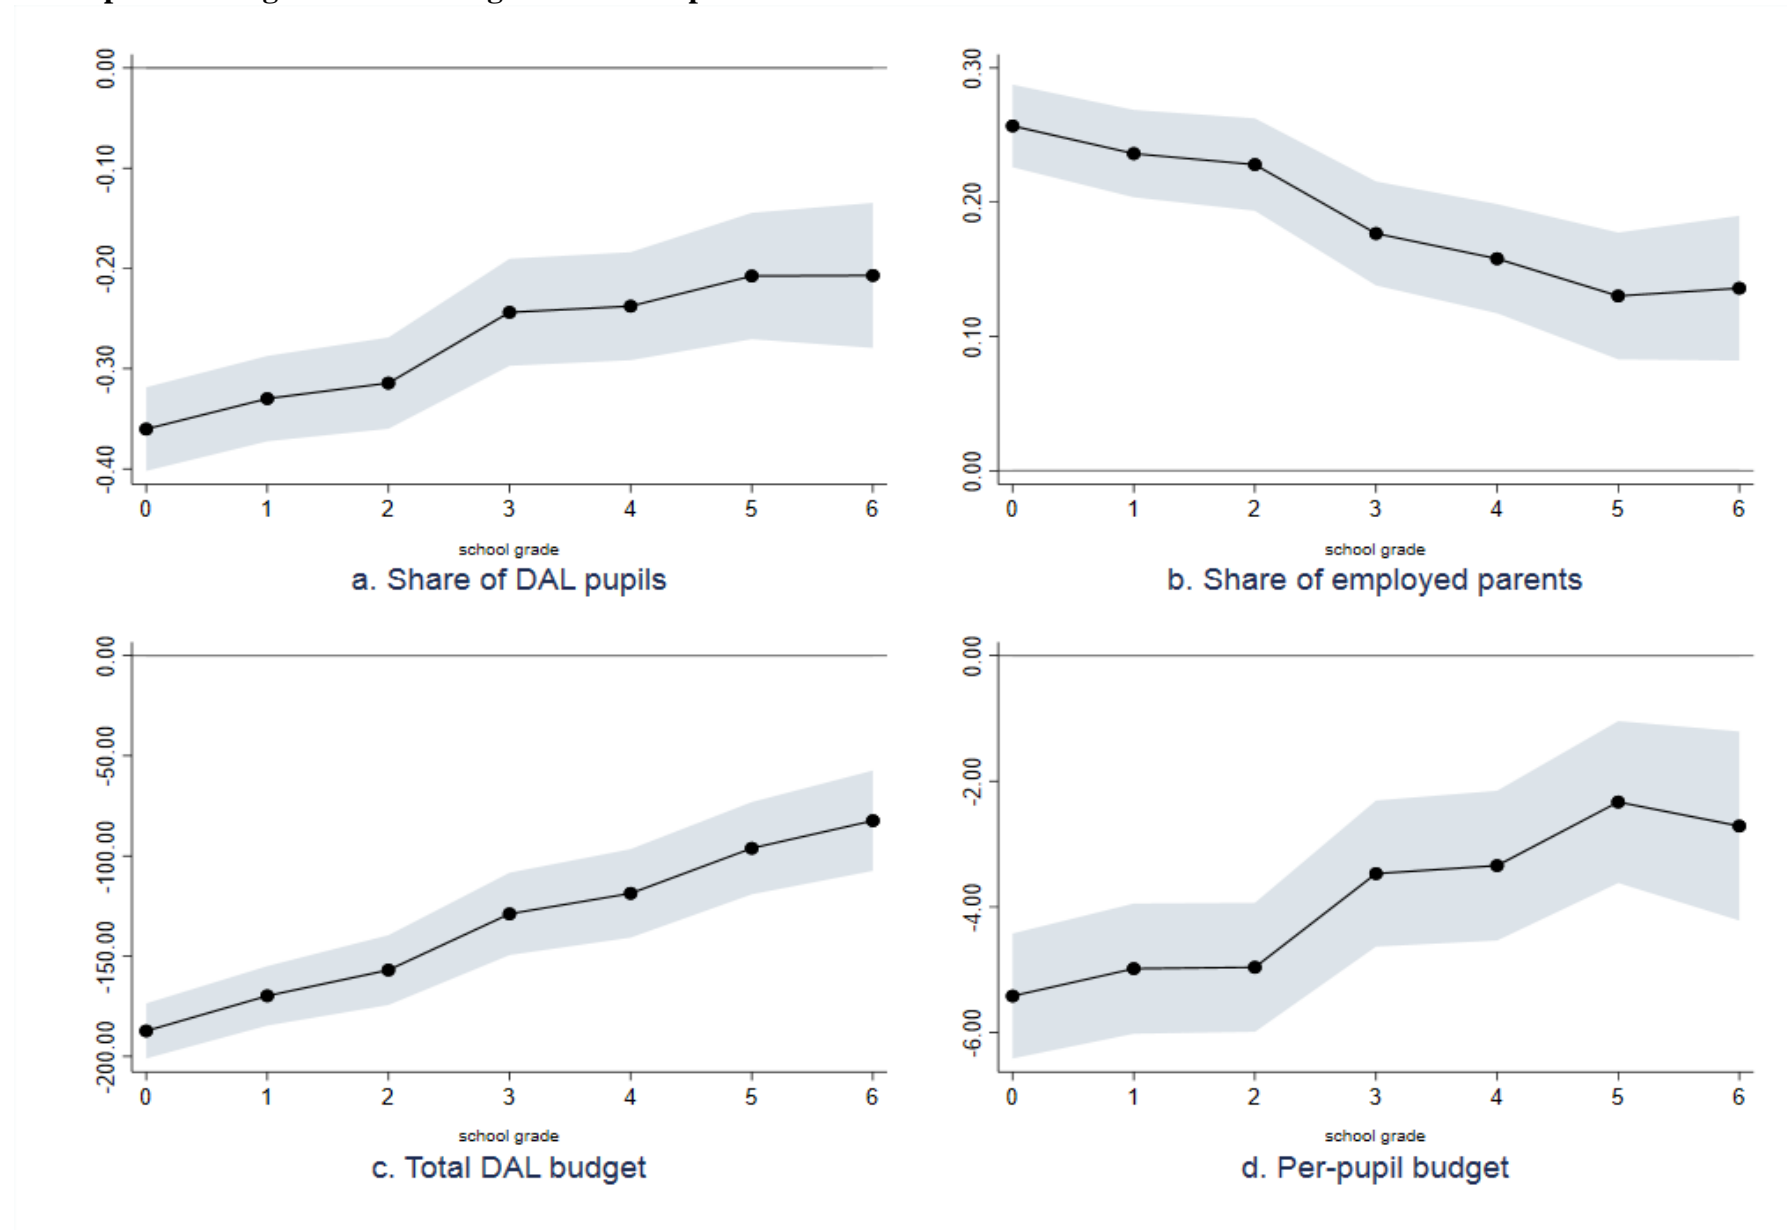 0.00
-0.10
-0.20
-0.30
-0.40
0 1 2 3 4 5 6
school grade
a. Share of DAL pupils
0.30
0.20
0.10
0.00
0 1 2 3 4 5 6
school grade
b. Share of employed parents
0.00
-50.00
-100.00
-150.00
-200.00
0 1 2 3 4 5 6
school grade
c. Total DAL budget
0.00
-2.00
-4.00
-6.00
0 1 2 3 4 5 6
school grade
d. Per-pupil budget